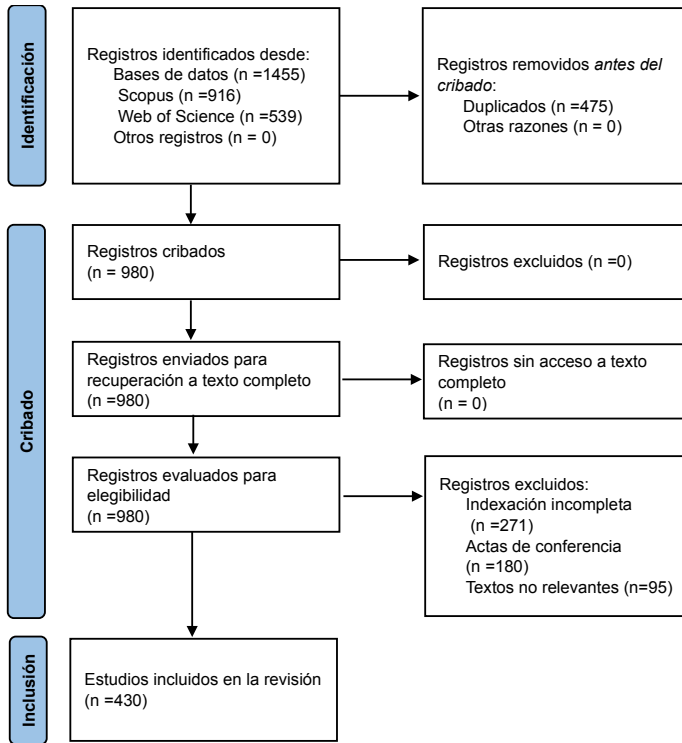 Identificación
Registros identificados desde:
Bases de datos (n =1455)
Scopus (n =916)
Web of Science (n =539)
Otros registros (n = 0)
Registros removidos antes del
cribado:
Duplicados (n =475)
Otras razones (n = 0)
Cribado
Registros cribados
(n = 980)
Registros excluidos (n =0)
Registros enviados para
recuperación a texto completo
(n =980)
Registros sin acceso a texto
completo
(n = 0)
Registros evaluados para
elegibilidad
(n =980)
Registros excluidos:
Indexación incompleta
(n =271)
Actas de conferencia
(n =180)
Textos no relevantes (n=95)
Inclusión
Estudios incluidos en la revisión
(n =430)